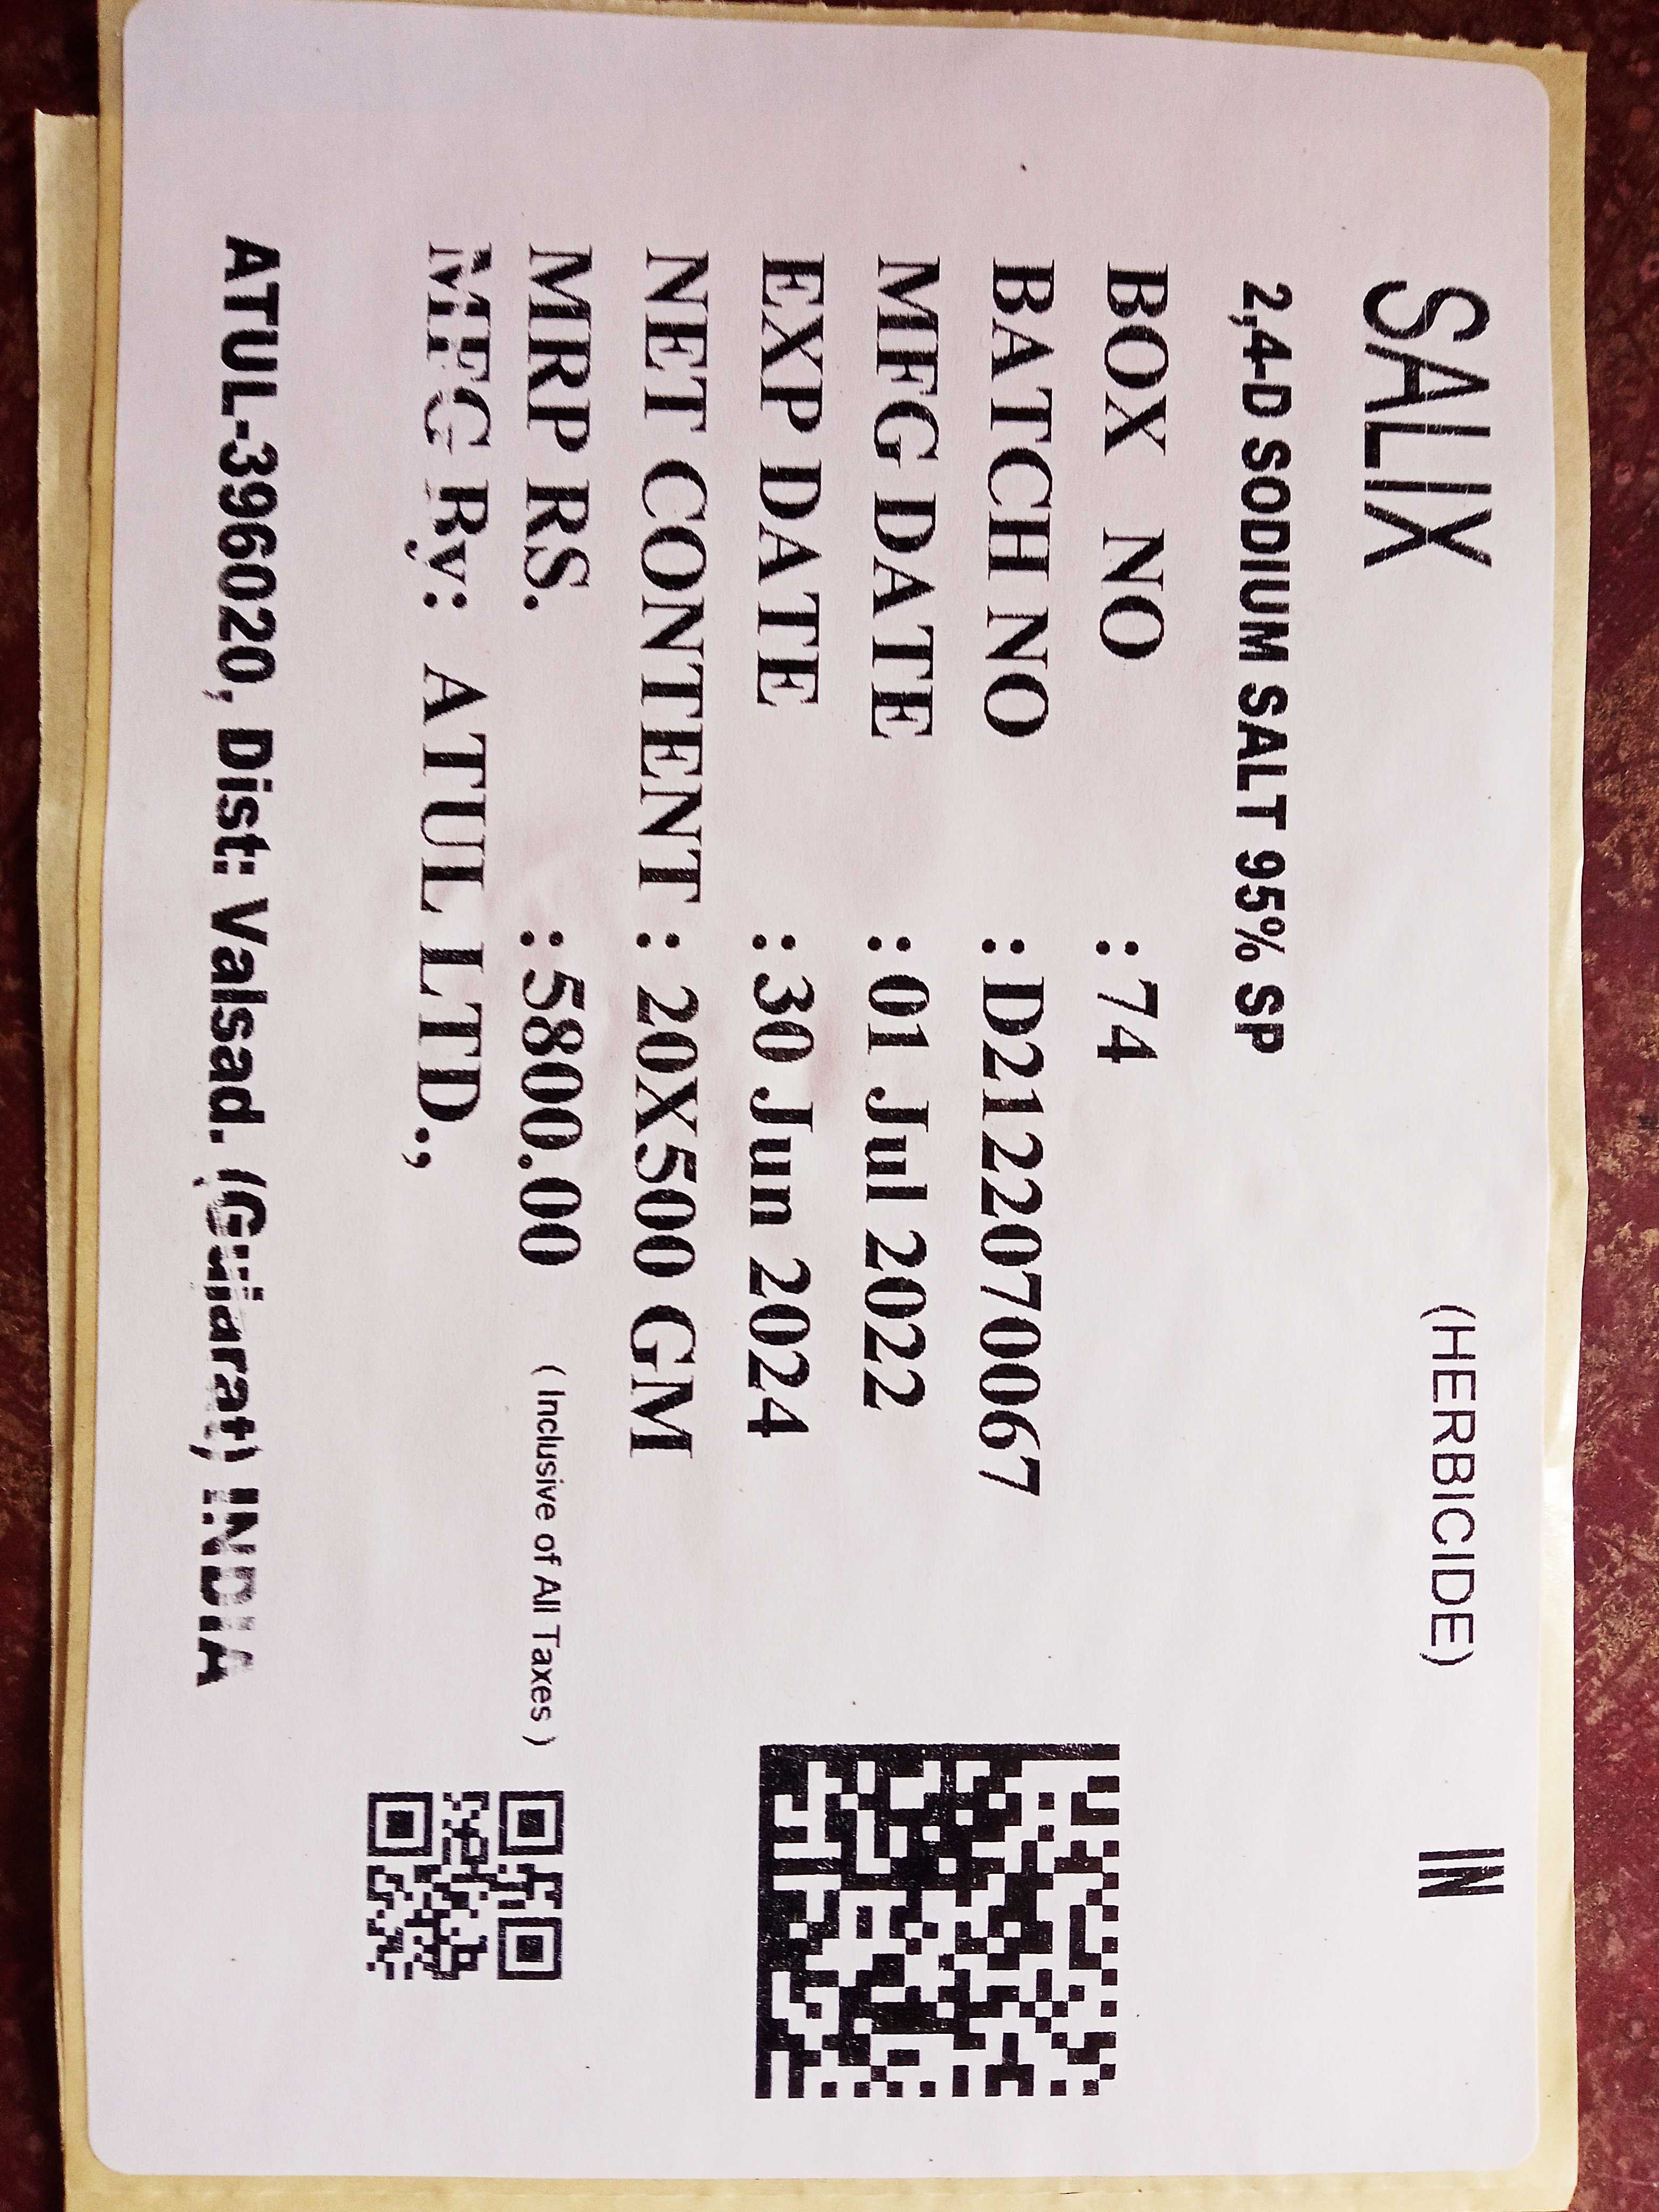 SALIX (HERBICIDE) IN
2,4-D SODIUM SALT 95% SP
BOX NO :74
BATCH NO :D2122070067
MFG DATE :01 Jul 2022
EXP DATE :30 Jun 2024
NET CONTENT : 20X500 GM
MRP RS. :5800.00 ( Inclusive of All Taxes )
MFG By: ATUL LTD.,
ATUL-396020, Dist: Valsad. (Gujarat) INDIA